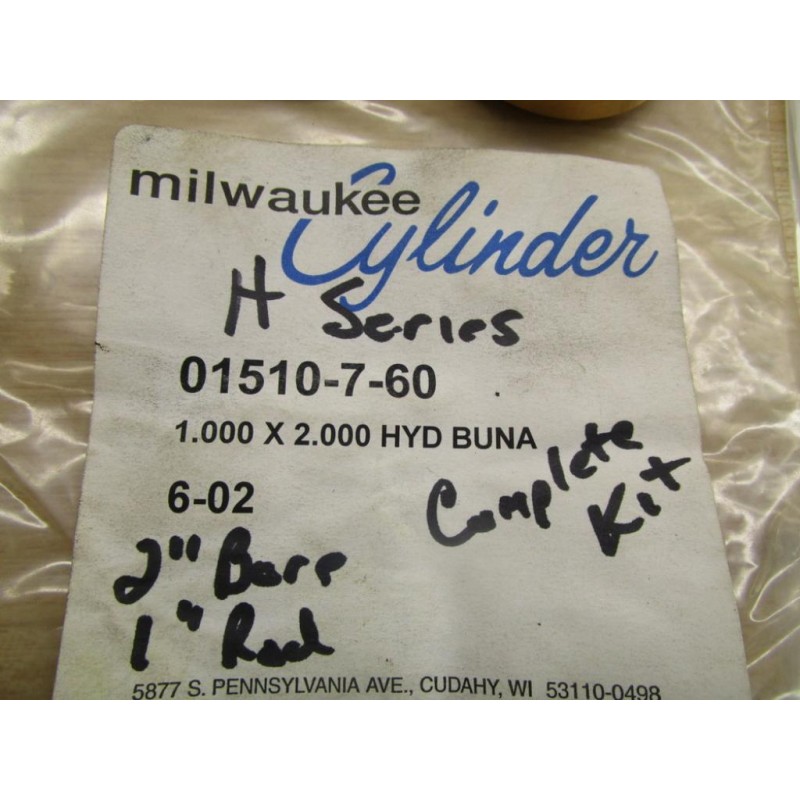 milwaukee
Cylinder
H Series
01510-7-60
1.000 X 2.000 HYD BUNA
6-02
Complete
Kit
2" Bore
1" Rod
5877 S. PENNSYLVANIA AVE., CUDAHY, WI 53110-0498